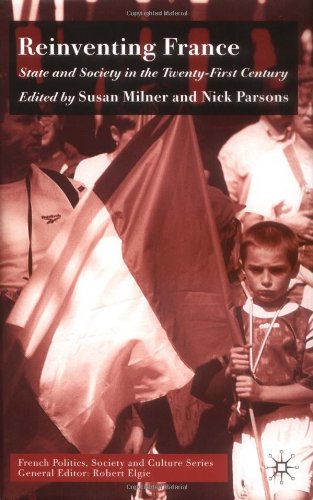 Reinventing France
State and Society in the Twenty-First Century
Edited by Susan Milner and Nick Parsons
Reebok
French Politics, Society and Culture Series
General Editor: Robert Elgie